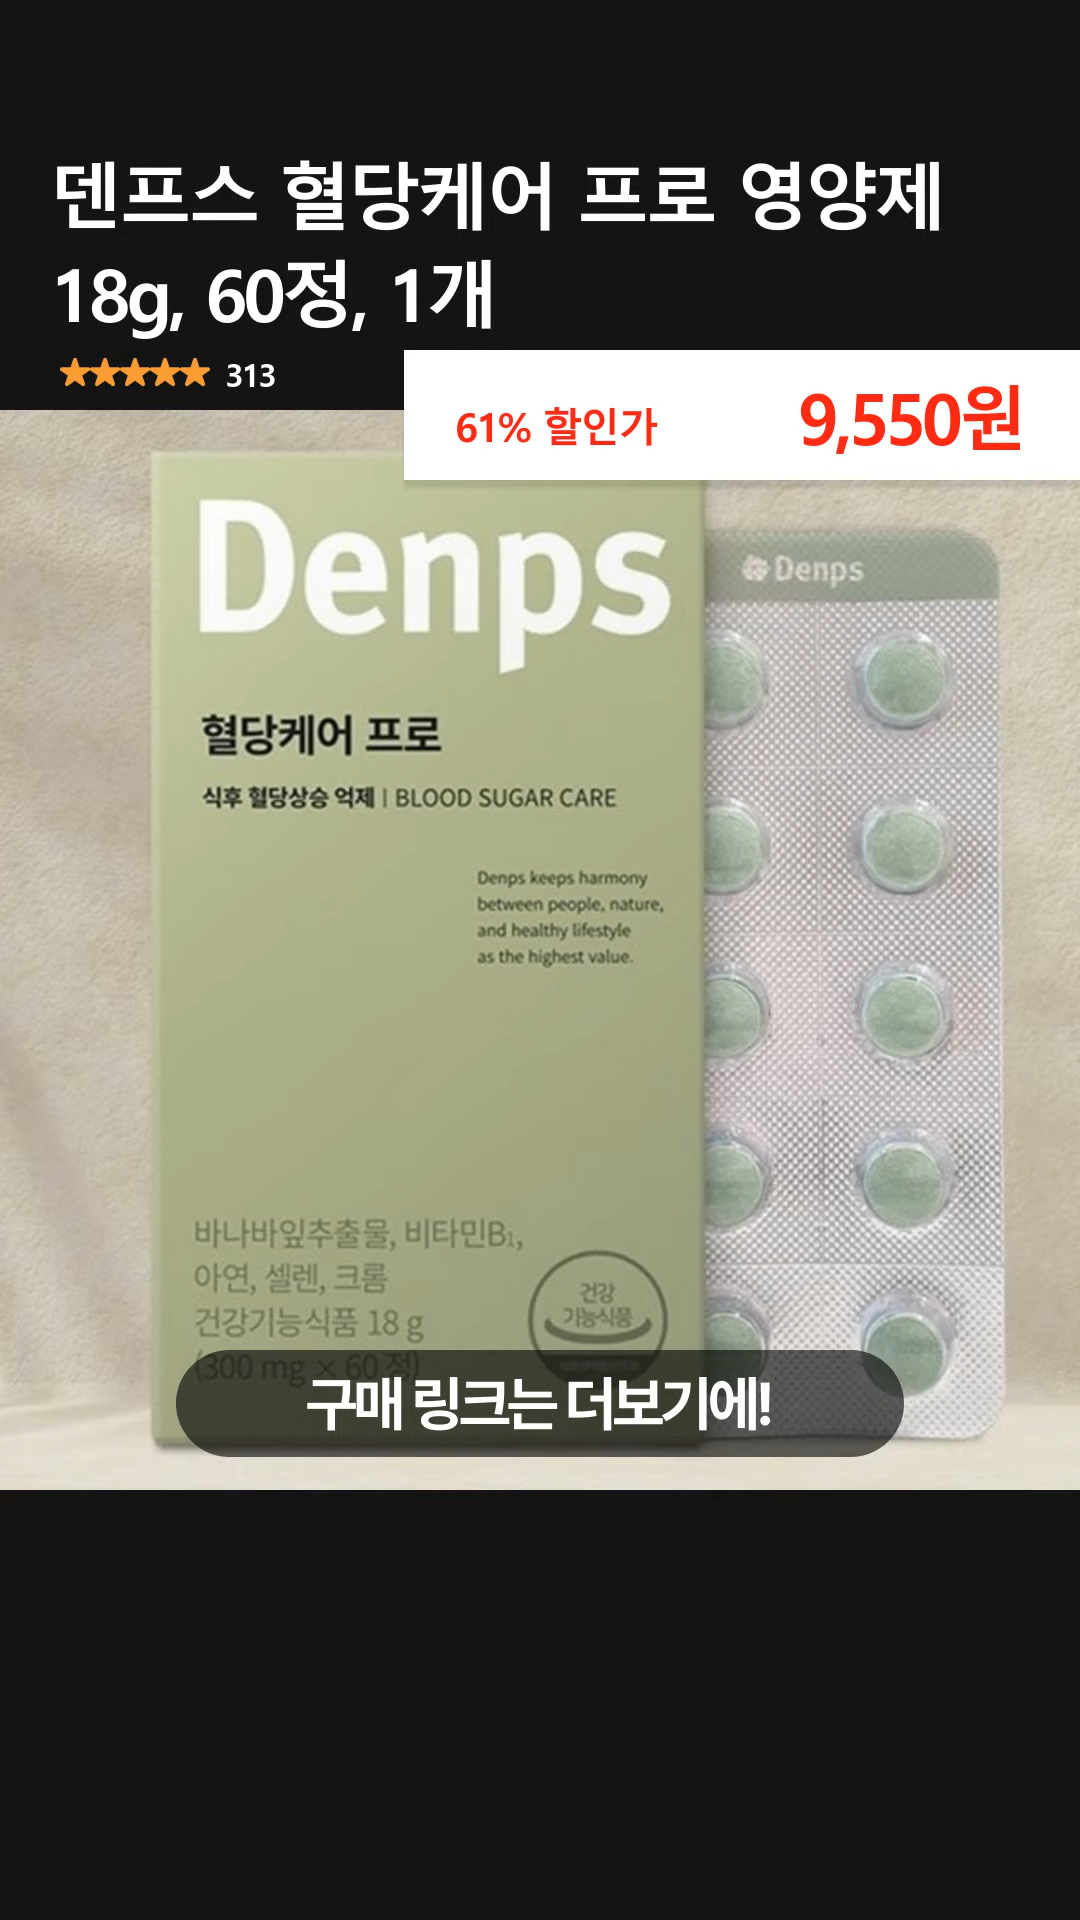 덴프스 혈당케어 프로 영양제
18g, 60정, 1개
313
61% 할인가
9,550원
Denps
Denps
혈당케어 프로
식후 혈당상승 억제 | BLOOD SUGAR CARE
Denps keeps harmony
between people, nature,
and healthy lifestyle
as the highest value.
바나바잎추출물, 비타민B₁,
아연, 셀렌, 크롬
건강기능식품 18 g
(300 mg × 60 정)
건강
기능식품
구매 링크는 더보기에!